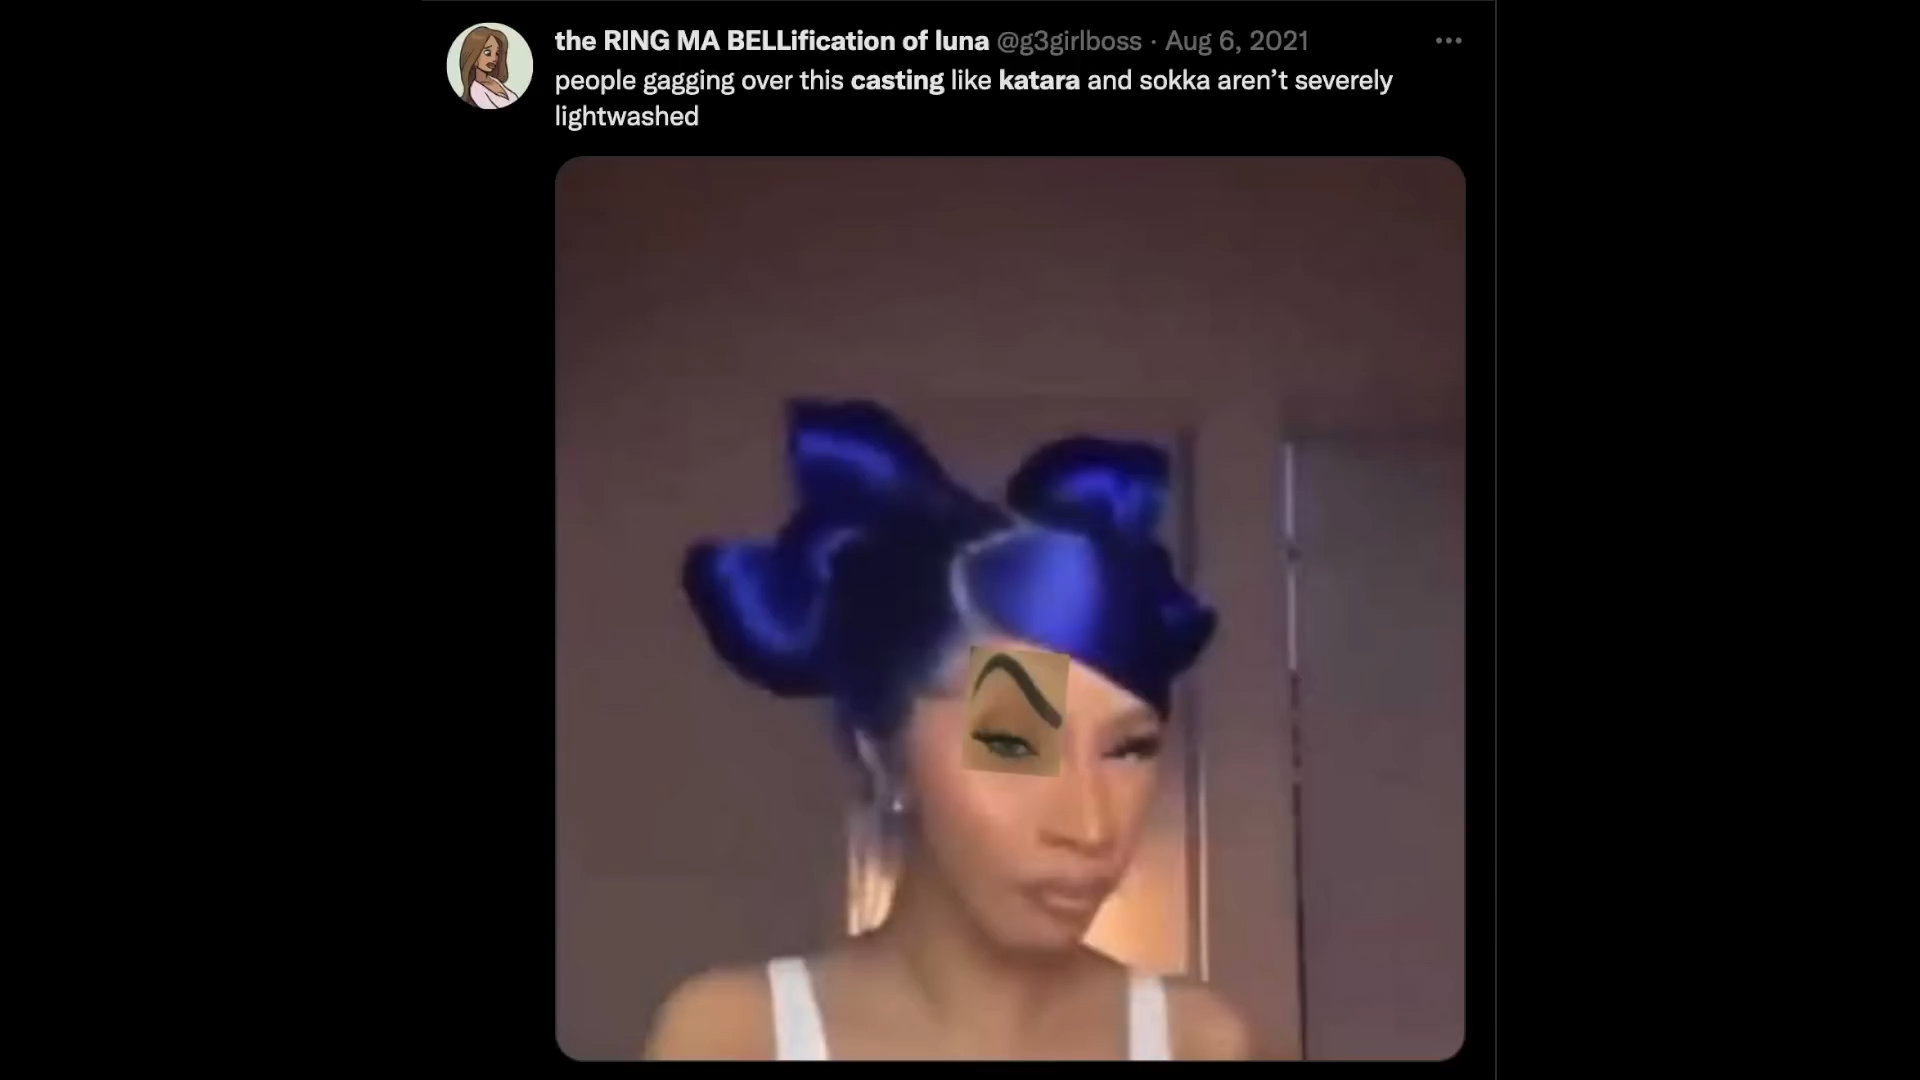 the RING MA BELLification of luna @g3girlboss · Aug 6, 2021
people gagging over this casting like katara and sokka aren’t severely
lightwashed